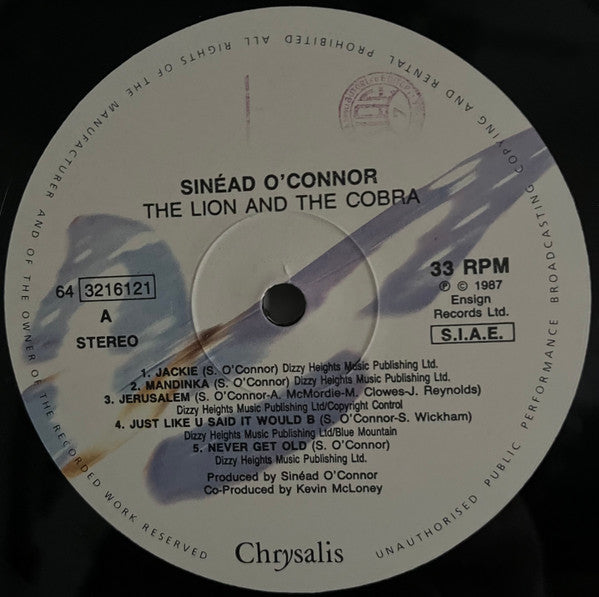 ALL RIGHTS OF THE MANUFACTURER AND OF THE OWNER OF THE RECORDED WORK RESERVED
UNAUTHORISED PUBLIC PERFORMANCE BROADCASTING COPYING AND RENTAL PROHIBITED
SINÉAD O'CONNOR
THE LION AND THE COBRA
64 3216121
A
STEREO
33 RPM
℗ © 1987
Ensign
Records Ltd.
S.I.A.E.
1. JACKIE (S. O'Connor) Dizzy Heights Music Publishing Ltd.
2. MANDINKA (S. O'Connor) Dizzy Heights Music Publishing Ltd.
3. JERUSALEM (S. O'Connor-A. McMordie-M. Clowes-J. Reynolds)
Dizzy Heights Music Publishing Ltd/Copyright Control
4. JUST LIKE U SAID IT WOULD B (S. O'Connor-S. Wickham)
Dizzy Heights Music Publishing Ltd/Blue Mountain
5. NEVER GET OLD (S. O'Connor)
Dizzy Heights Music Publishing Ltd.
Produced by Sinéad O'Connor
Co-Produced by Kevin McLoney
Chrysalis